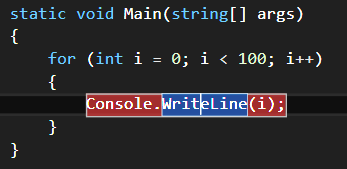 static void Main(string[] args)
{
    for (int i = 0; i < 100; i++)
    {
        Console.WriteLine(i);
    }
}